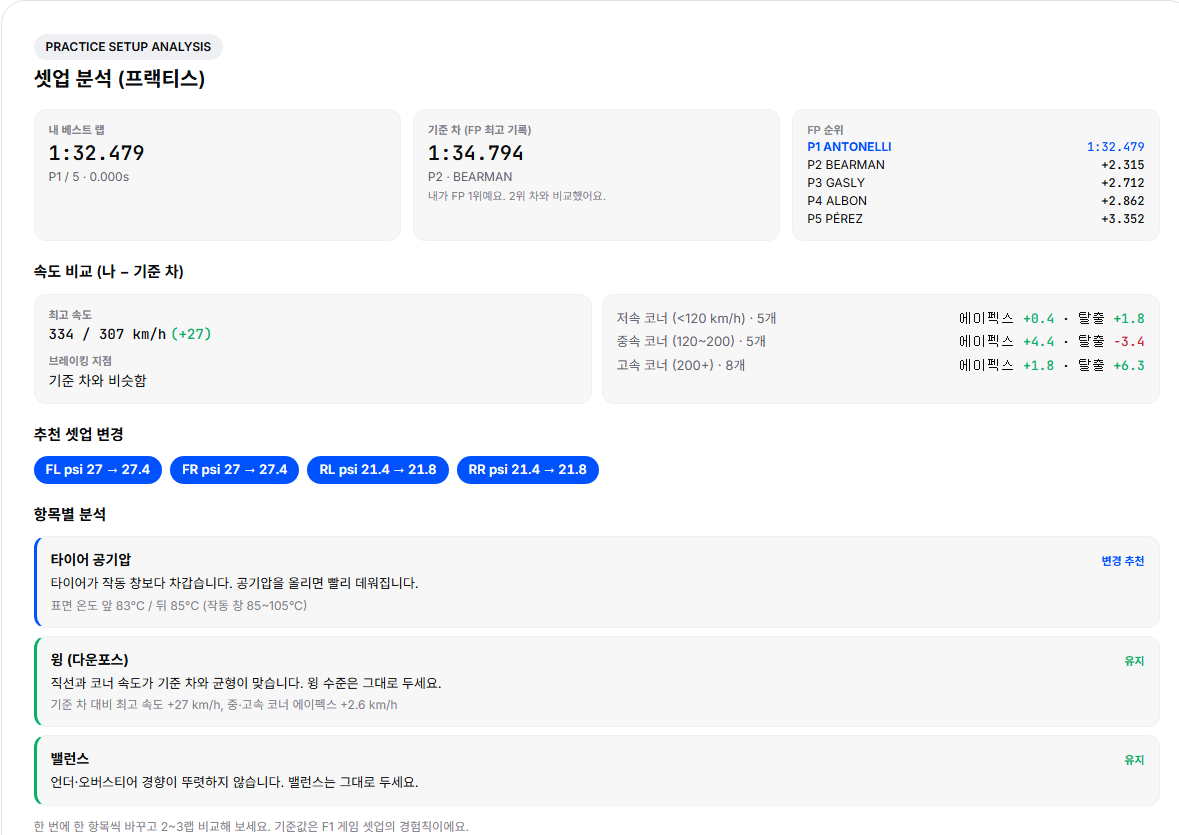 PRACTICE SETUP ANALYSIS
셋업 분석 (프랙티스)
내 베스트 랩
1:32.479
P1 / 5 · 0.000s
기준 차 (FP 최고 기록)
1:34.794
P2 · BEARMAN
내가 FP 1위예요. 2위 차와 비교했어요.
FP 순위
P1 ANTONELLI 1:32.479
P2 BEARMAN +2.315
P3 GASLY +2.712
P4 ALBON +2.862
P5 PÉREZ +3.352
속도 비교 (나 – 기준 차)
최고 속도
334 / 307 km/h (+27)
브레이킹 지점
기준 차와 비슷함
저속 코너 (<120 km/h) · 5개 에이펙스 +0.4 · 탈출 +1.8
중속 코너 (120~200) · 5개 에이펙스 +4.4 · 탈출 -3.4
고속 코너 (200+) · 8개 에이펙스 +1.8 · 탈출 +6.3
추천 셋업 변경
FL psi 27 → 27.4
FR psi 27 → 27.4
RL psi 21.4 → 21.8
RR psi 21.4 → 21.8
항목별 분석
타이어 공기압 변경 추천
타이어가 작동 창보다 차갑습니다. 공기압을 올리면 빨리 데워집니다.
표면 온도 앞 83°C / 뒤 85°C (작동 창 85~105°C)
윙 (다운포스) 유지
직선과 코너 속도가 기준 차와 균형이 맞습니다. 윙 수준은 그대로 두세요.
기준 차 대비 최고 속도 +27 km/h, 중·고속 코너 에이펙스 +2.6 km/h
밸런스 유지
언더·오버스티어 경향이 뚜렷하지 않습니다. 밸런스는 그대로 두세요.
한 번에 한 항목씩 바꾸고 2~3랩 비교해 보세요. 기준값은 F1 게임 셋업의 경험칙이에요.